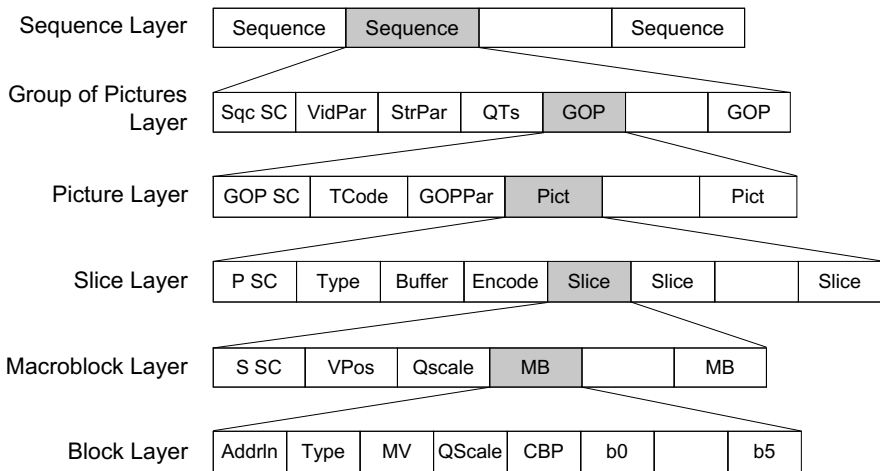 Sequence Layer Sequence Sequence Sequence
Group of Pictures
Layer Sqc SC VidPar StrPar QTs GOP GOP
Picture Layer GOP SC TCode GOPPar Pict Pict
Slice Layer P SC Type Buffer Encode Slice Slice Slice
Macroblock Layer S SC VPos Qscale MB MB
Block Layer AddrIn Type MV QScale CBP b0 b5